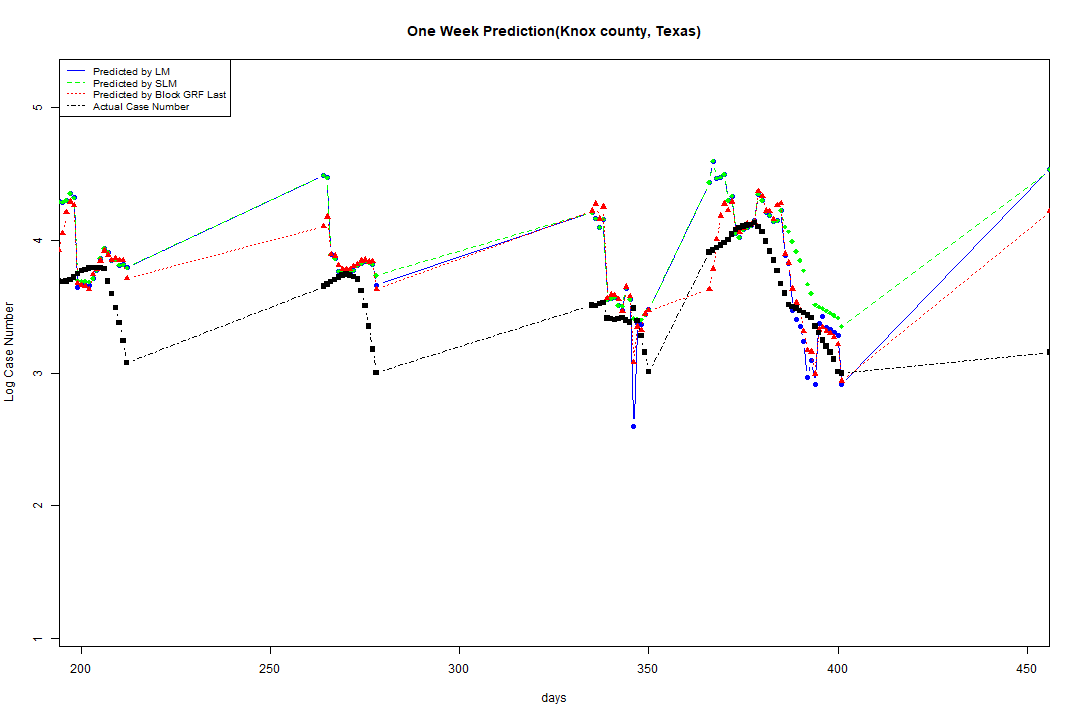 One Week Prediction(Knox county, Texas)
Predicted by LM
Predicted by SLM
Predicted by Block GRF Last
Actual Case Number
5
4
3
2
1
Log Case Number
200 250 300 350 400 450
days